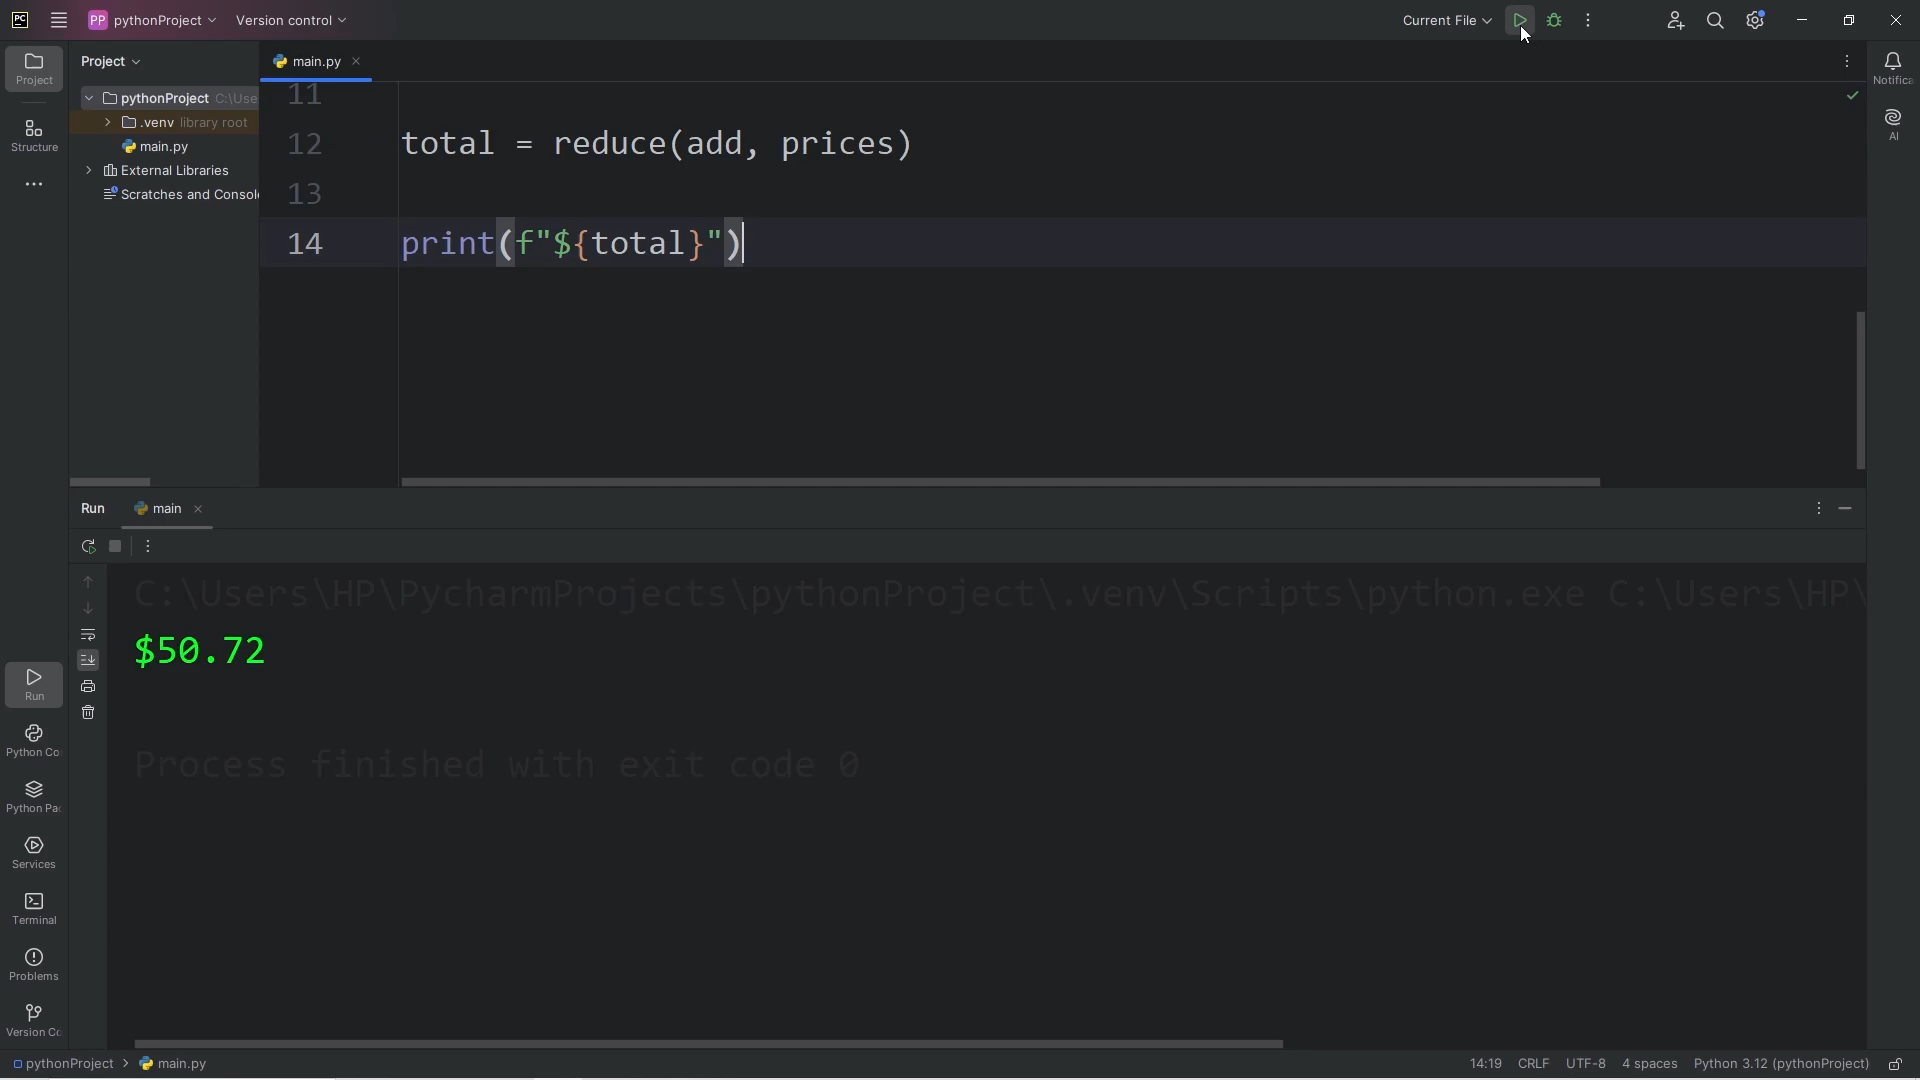 PC PP pythonProject Version control Current File
Project Project main.py Notifica
11
pythonProject C:\Use
.venv library root
Structure main.py 12 total = reduce(add, prices) AI
External Libraries
Scratches and Consol 13
14 print(f"${total}")
Run main
C:\Users\HP\PycharmProjects\pythonProject\.venv\Scripts\python.exe C:\Users\HP\
$50.72
Run
Python Co
Process finished with exit code 0
Python Pa
Services
Terminal
Problems
Version Co
pythonProject main.py 14:19 CRLF UTF-8 4 spaces Python 3.12 (pythonProject)